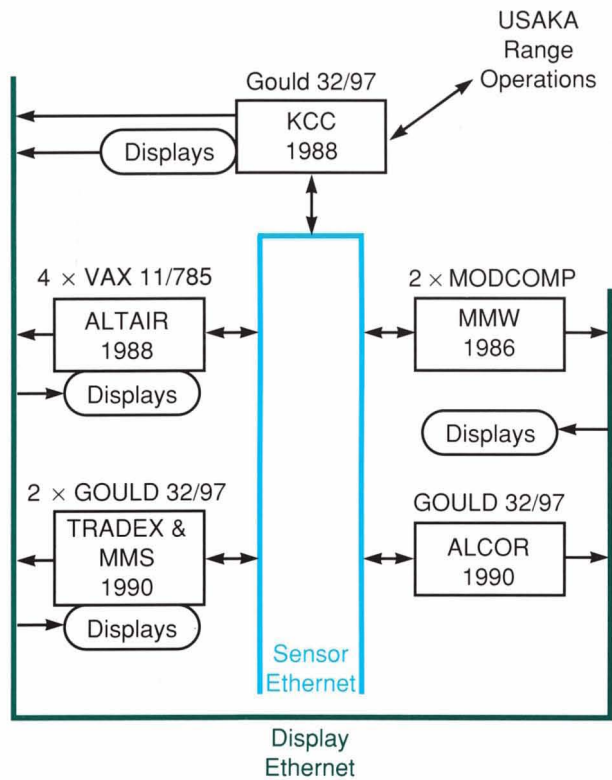 USAKA
Range
Operations
Gould 32/97
KCC
1988
Displays
4 × VAX 11/785
ALTAIR
1988
Displays
2 × MODCOMP
MMW
1986
Displays
2 × GOULD 32/97
TRADEX &
MMS
1990
Displays
GOULD 32/97
ALCOR
1990
Sensor
Ethernet
Display
Ethernet